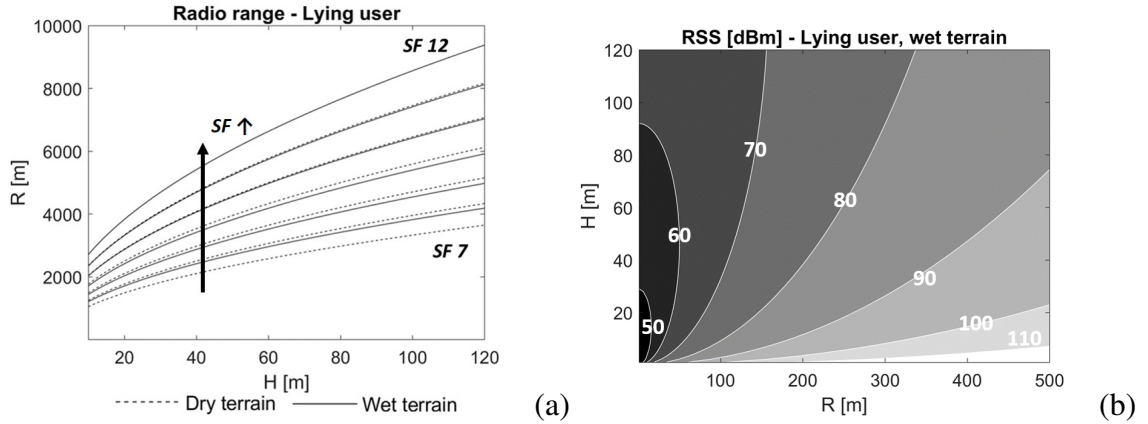 Radio range - Lying user
10000
8000
6000
4000
2000
R [m]
SF 12
SF ↑
SF 7
20 40 60 80 100 120
H [m]
Dry terrain Wet terrain
(a)
RSS [dBm] - Lying user, wet terrain
120
100
80
60
40
20
H [m]
50
60
70
80
90
100
110
100 200 300 400 500
R [m]
(b)